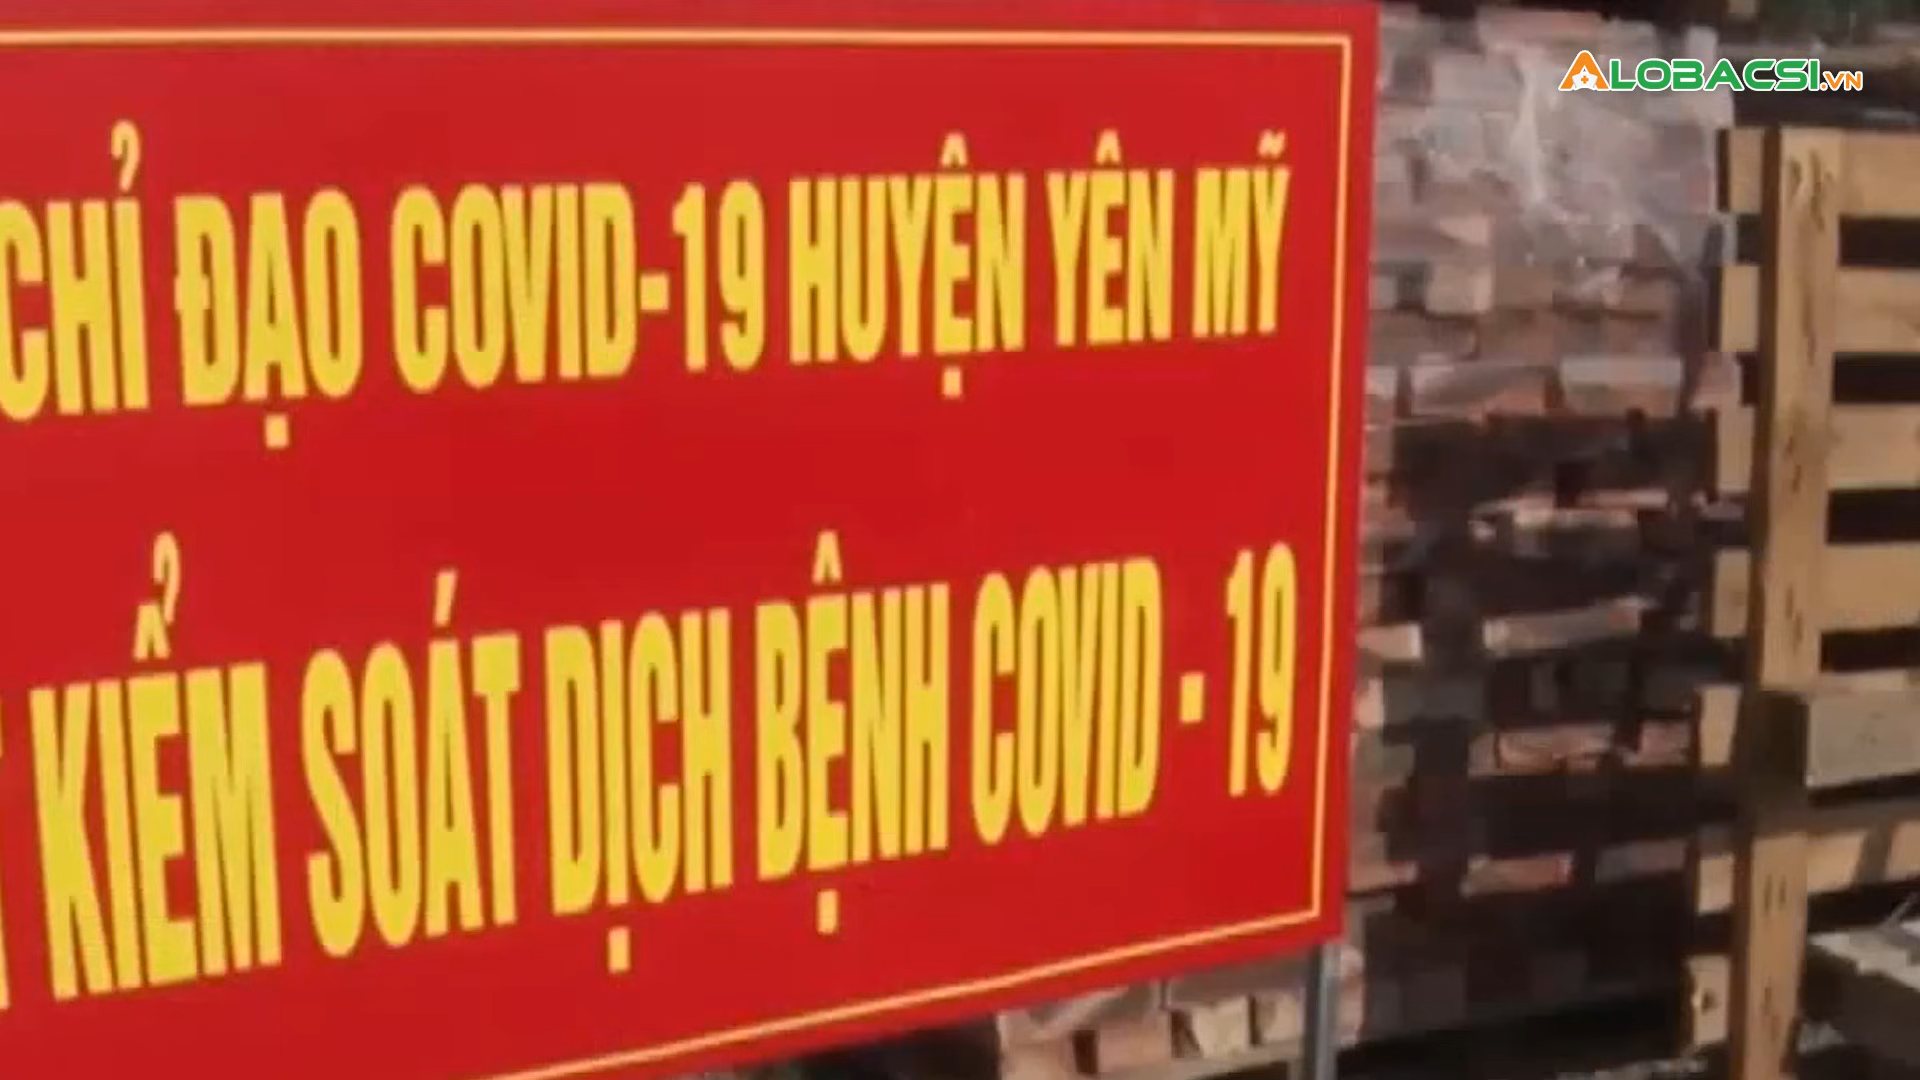 ALOBACSI.VN
CHỈ ĐẠO COVID-19 HUYỆN YÊN MỸ
KIỂM SOÁT DỊCH BỆNH COVID - 19